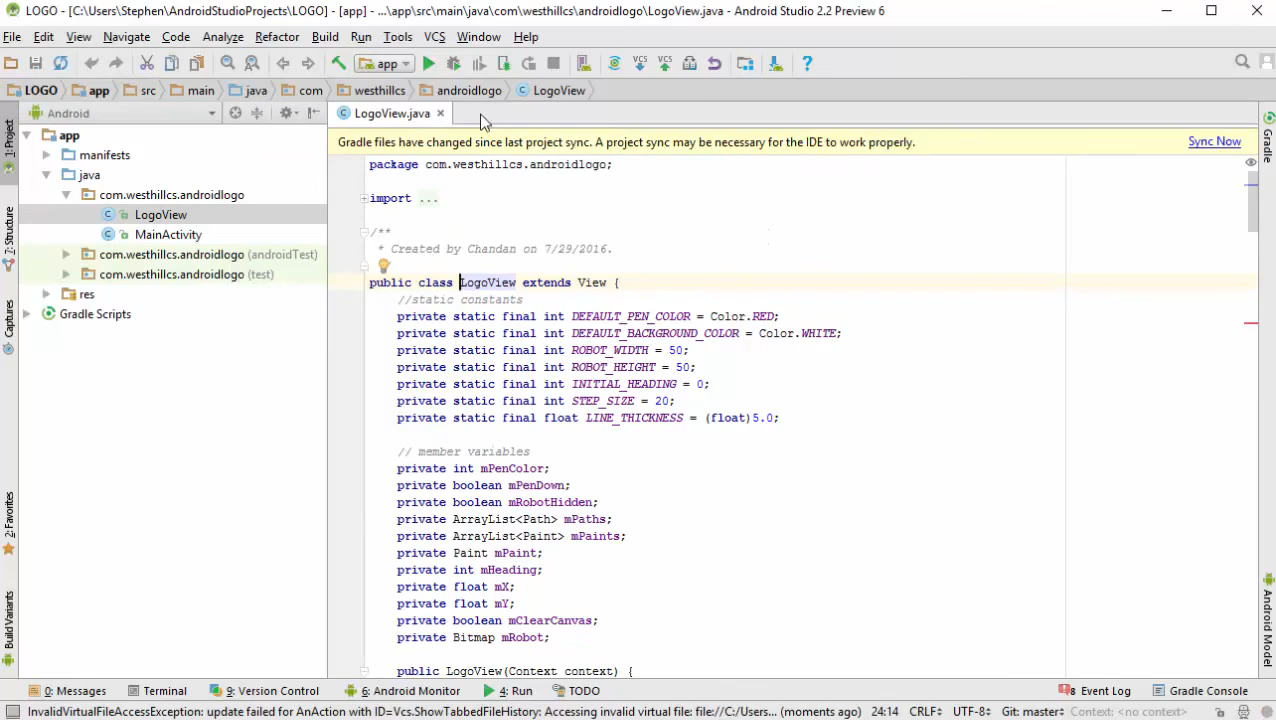 LOGO - [C:\Users\Stephen\AndroidStudioProjects\LOGO] - [app] - ...\app\src\main\java\com\westhillcs\androidlogo\LogoView.java - Android Studio 2.2 Preview 6
File Edit View Navigate Code Analyze Refactor Build Run Tools VCS Window Help
app
VCS VCS
LOGO app src main java com westhillcs androidlogo LogoView
Android
LogoView.java
Gradle files have changed since last project sync. A project sync may be necessary for the IDE to work properly. Sync Now
1: Project
7: Structure
Captures
2: Favorites
Build Variants
app
manifests
java
com.westhillcs.androidlogo
LogoView
MainActivity
com.westhillcs.androidlogo (androidTest)
com.westhillcs.androidlogo (test)
res
Gradle Scripts
package com.westhillcs.androidlogo;
import ...
/**
* Created by Chandan on 7/29/2016.
public class LogoView extends View {
//static constants
private static final int DEFAULT_PEN_COLOR = Color.RED;
private static final int DEFAULT_BACKGROUND_COLOR = Color.WHITE;
private static final int ROBOT_WIDTH = 50;
private static final int ROBOT_HEIGHT = 50;
private static final int INITIAL_HEADING = 0;
private static final int STEP_SIZE = 20;
private static final float LINE_THICKNESS = (float)5.0;
// member variables
private int mPenColor;
private boolean mPenDown;
private boolean mRobotHidden;
private ArrayList<Path> mPaths;
private ArrayList<Paint> mPaints;
private Paint mPaint;
private int mHeading;
private float mX;
private float mY;
private boolean mClearCanvas;
private Bitmap mRobot;
public LogoView(Context context) {
Gradle
Android Model
0: Messages Terminal 9: Version Control 6: Android Monitor 4: Run TODO 8 Event Log Gradle Console
InvalidVirtualFileAccessException: update failed for AnAction with ID=Vcs.ShowTabbedFileHistory: Accessing invalid virtual file: file://C:/Users... (moments ago) 24:14 CRLF UTF-8 Git: master Context: <no context>